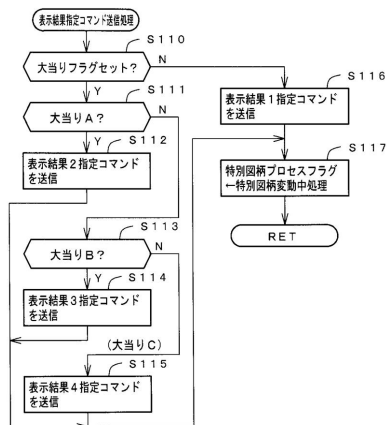 表示結果指定コマンド送信処理
S110
大当りフラグセット?
N
Y
S111
大当りA?
N
Y
S112
表示結果2指定コマンド
を送信
S113
大当りB?
N
Y
S114
表示結果3指定コマンド
を送信
(大当りC)
S115
表示結果4指定コマンド
を送信
S116
表示結果1指定コマンド
を送信
S117
特別図柄プロセスフラグ
←特別図柄変動中処理
RET